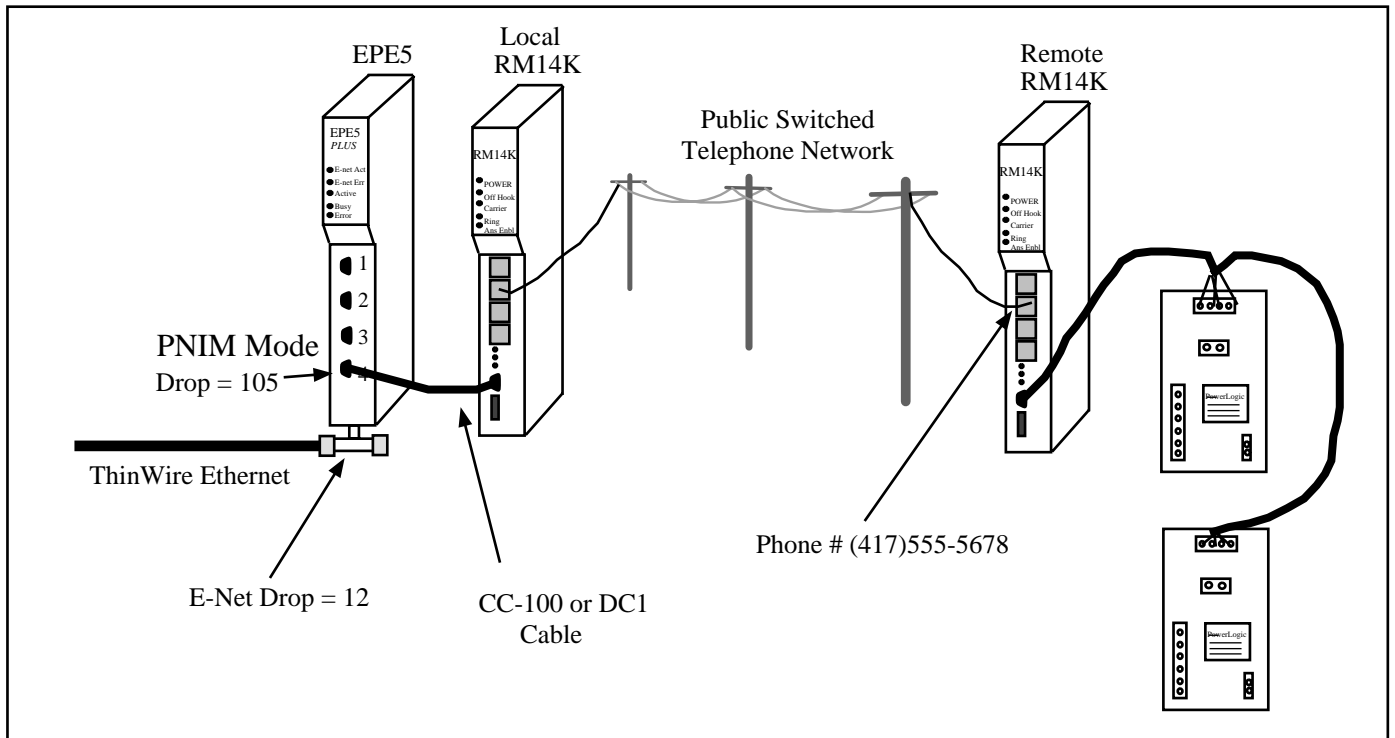 EPE5
Local
RM14K
Remote
RM14K
Public Switched
Telephone Network
EPE5
PLUS
E-net Act
E-net Err
Active
Busy
Error
1
2
3
4
RM14K
POWER
Off Hook
Carrier
Ring
Ans Enbl
RM14K
POWER
Off Hook
Carrier
Ring
Ans Enbl
PNIM Mode
Drop = 105
ThinWire Ethernet
E-Net Drop = 12
CC-100 or DC1
Cable
Phone # (417)555-5678
PowerLogic
PowerLogic